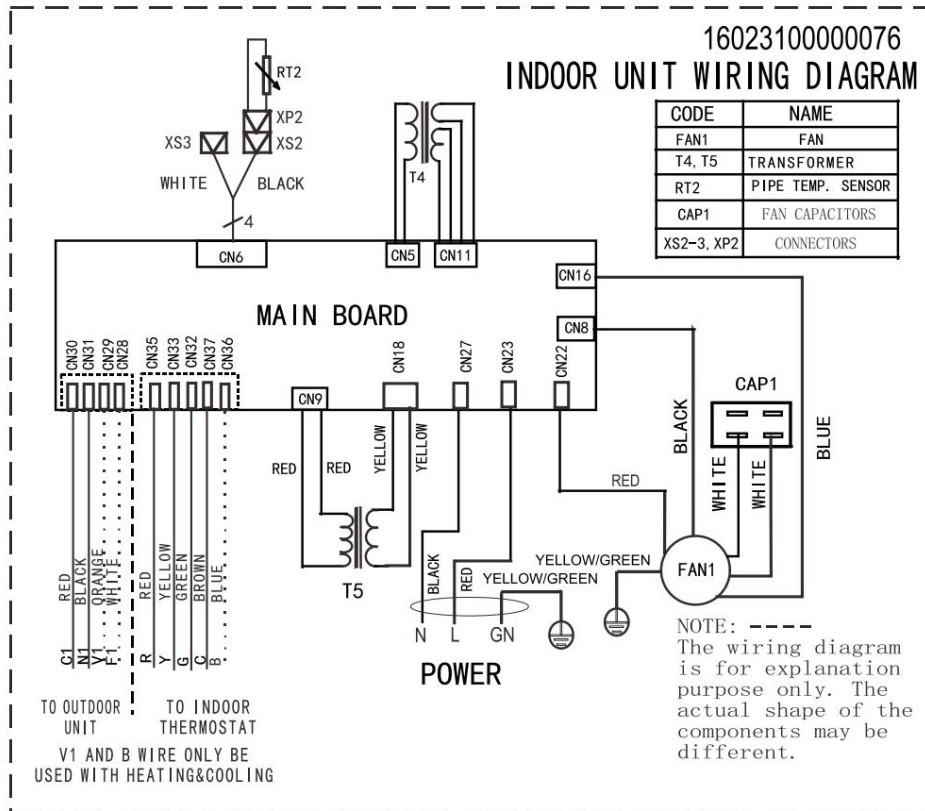 16023100000076
INDOOR UNIT WIRING DIAGRAM
CODE NAME
FAN1 FAN
T4, T5 TRANSFORMER
RT2 PIPE TEMP. SENSOR
CAP1 FAN CAPACITORS
XS2-3, XP2 CONNECTORS
RT2
XP2
XS3
XS2
WHITE
BLACK
4
T4
CN6
CN5
CN11
CN16
CN8
MAIN BOARD
CN30
CN31
CN29
CN28
CN35
CN33
CN32
CN37
CN36
CN9
CN18
CN27
CN23
CN22
CAP1
BLACK
WHITE
WHITE
BLUE
RED
RED
YELLOW
YELLOW
RED
T5
BLACK
RED
YELLOW/GREEN
YELLOW/GREEN
FAN1
RED
BLACK
ORANGE
WHITE
RED
YELLOW
GREEN
BROWN
BLUE
C1
N1
V1
F1
R
Y
G
C
B
N L GN
POWER
TO OUTDOOR
UNIT
TO INDOOR
THERMOSTAT
V1 AND B WIRE ONLY BE
USED WITH HEATING&COOLING
NOTE:
The wiring diagram
is for explanation
purpose only. The
actual shape of the
components may be
different.